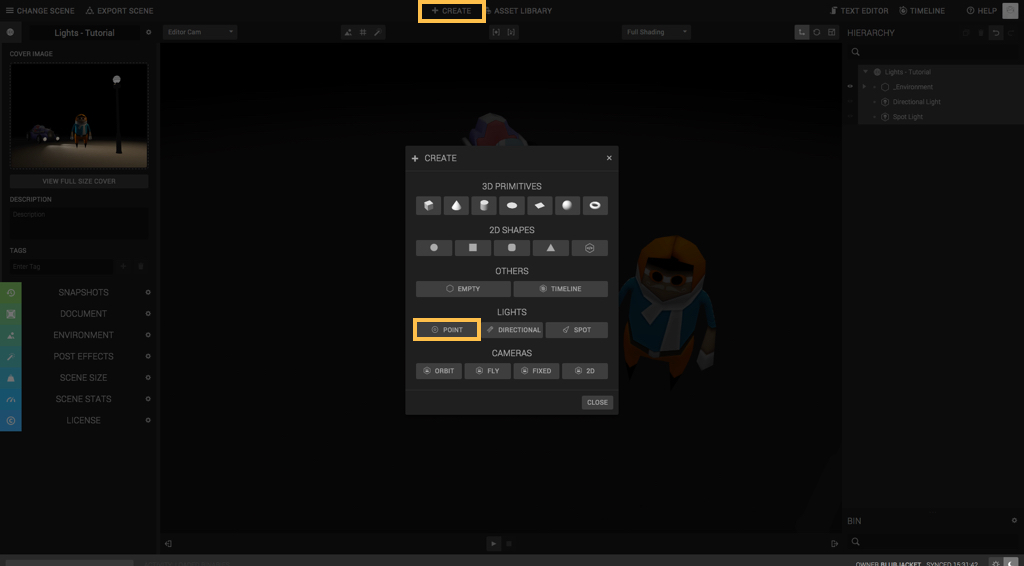 CHANGE SCENE
EXPORT SCENE
CREATE
ASSET LIBRARY
TEXT EDITOR
TIMELINE
HELP
Lights - Tutorial
Editor Cam
Full Shading
HIERARCHY
COVER IMAGE
VIEW FULL SIZE COVER
DESCRIPTION
Description
TAGS
Enter Tag
SNAPSHOTS
DOCUMENT
ENVIRONMENT
POST EFFECTS
SCENE SIZE
SCENE STATS
LICENSE
CREATE
3D PRIMITIVES
2D SHAPES
OTHERS
EMPTY
TIMELINE
LIGHTS
POINT
DIRECTIONAL
SPOT
CAMERAS
ORBIT
FLY
FIXED
2D
CLOSE
Lights - Tutorial
_Environment
Directional Light
Spot Light
BIN
OWNER BLUR JACKET SYNCED 15:31:43